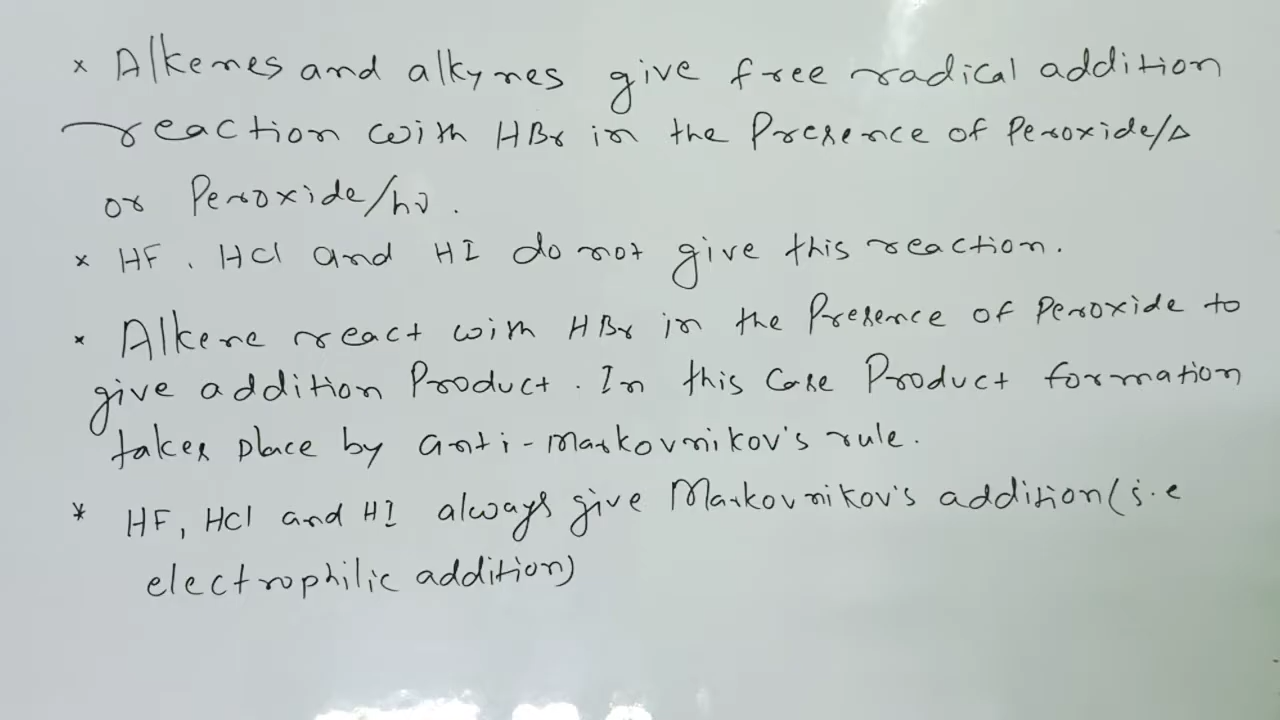 × Alkenes and alkynes give free radical addition
reaction with HBr in the Presence of Peroxide/Δ
or Peroxide/hν.
× HF, HCl and HI do not give this reaction.
* Alkene react with HBr in the Presence of Peroxide to
give addition Product. In this Case Product formation
takes place by anti-markovnikov's rule.
* HF, HCl and HI always give Markovnikov's addition(i.e
electrophilic addition)